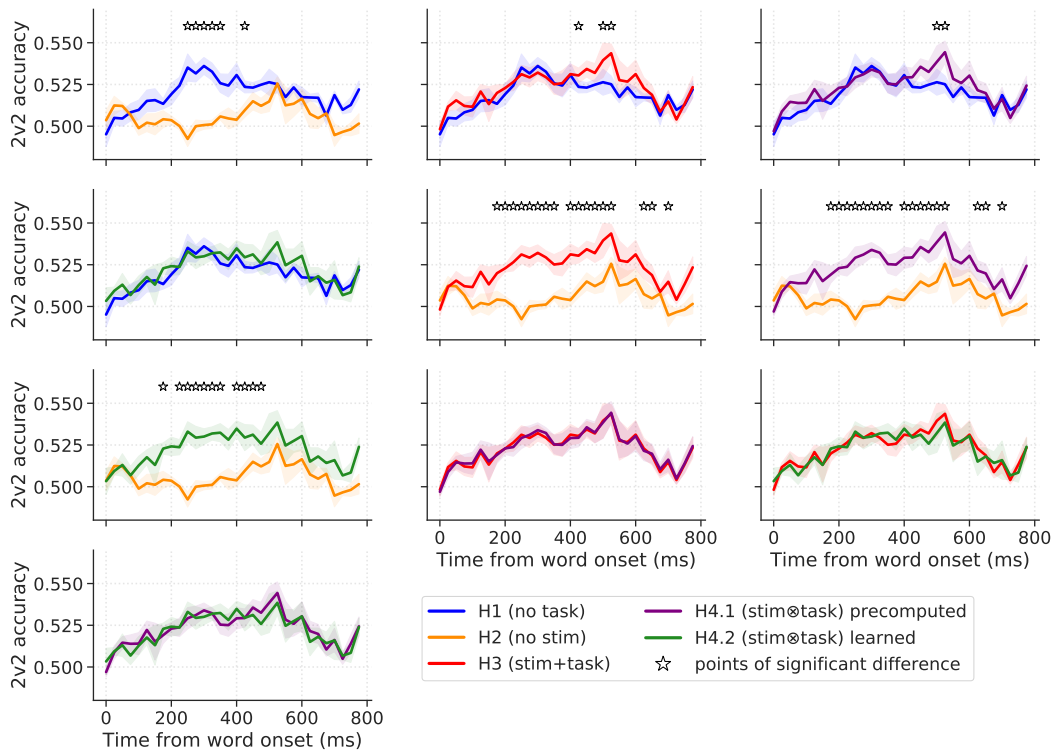 2v2 accuracy
0.550
0.525
0.500
2v2 accuracy
0.550
0.525
0.500
2v2 accuracy
0.550
0.525
0.500
0 200 400 600 800
Time from word onset (ms)
0 200 400 600 800
Time from word onset (ms)
2v2 accuracy
0.550
0.525
0.500
0 200 400 600 800
Time from word onset (ms)
H1 (no task)
H2 (no stim)
H3 (stim+task)
H4.1 (stim⊗task) precomputed
H4.2 (stim⊗task) learned
points of significant difference